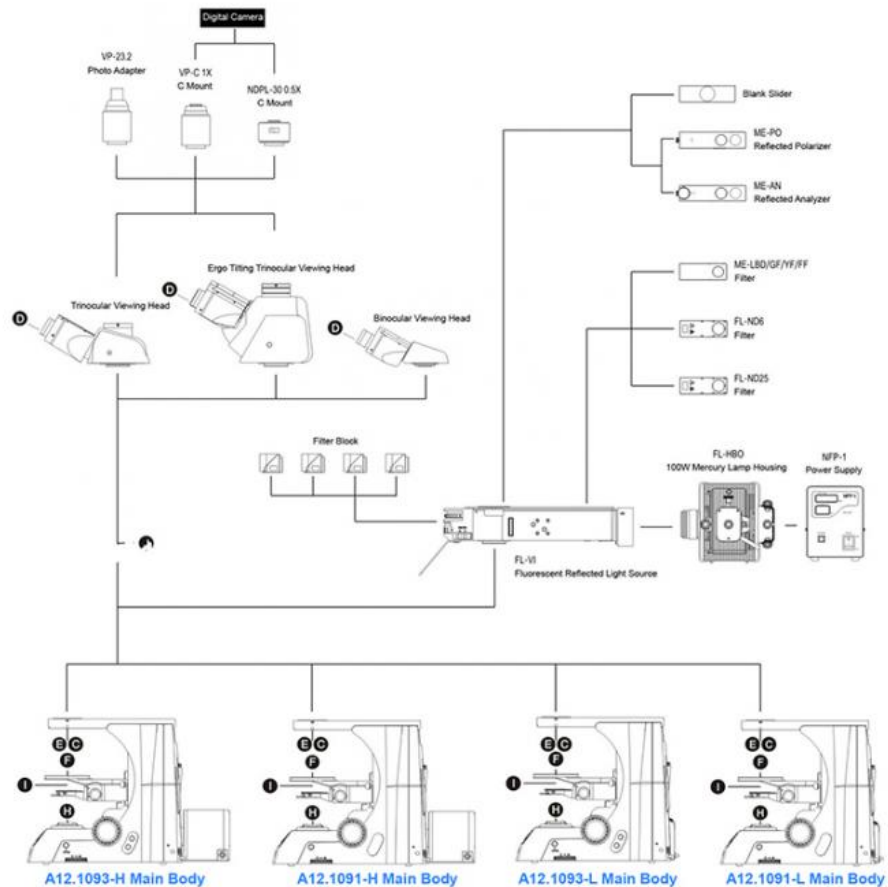 Digital Camera
VP-23.2
Photo Adapter
VP-C 1X
C Mount
NDPL-30 0.5X
C Mount
Blank Slider
ME-PO
Reflected Polarizer
ME-AN
Reflected Analyzer
Ergo Tilting Trinocular Viewing Head
D
Trinocular Viewing Head
D
Binocular Viewing Head
D
ME-LBD/GF/YF/FF
Filter
FL-ND6
Filter
FL-ND25
Filter
Filter Block
FL-HBO
100W Mercury Lamp Housing
NFP-1
Power Supply
FL-VI
Fluorescent Reflected Light Source
E C
F
I
H
E C
F
I
H
E C
F
I
H
E C
F
I
H
A12.1093-H Main Body
A12.1091-H Main Body
A12.1093-L Main Body
A12.1091-L Main Body